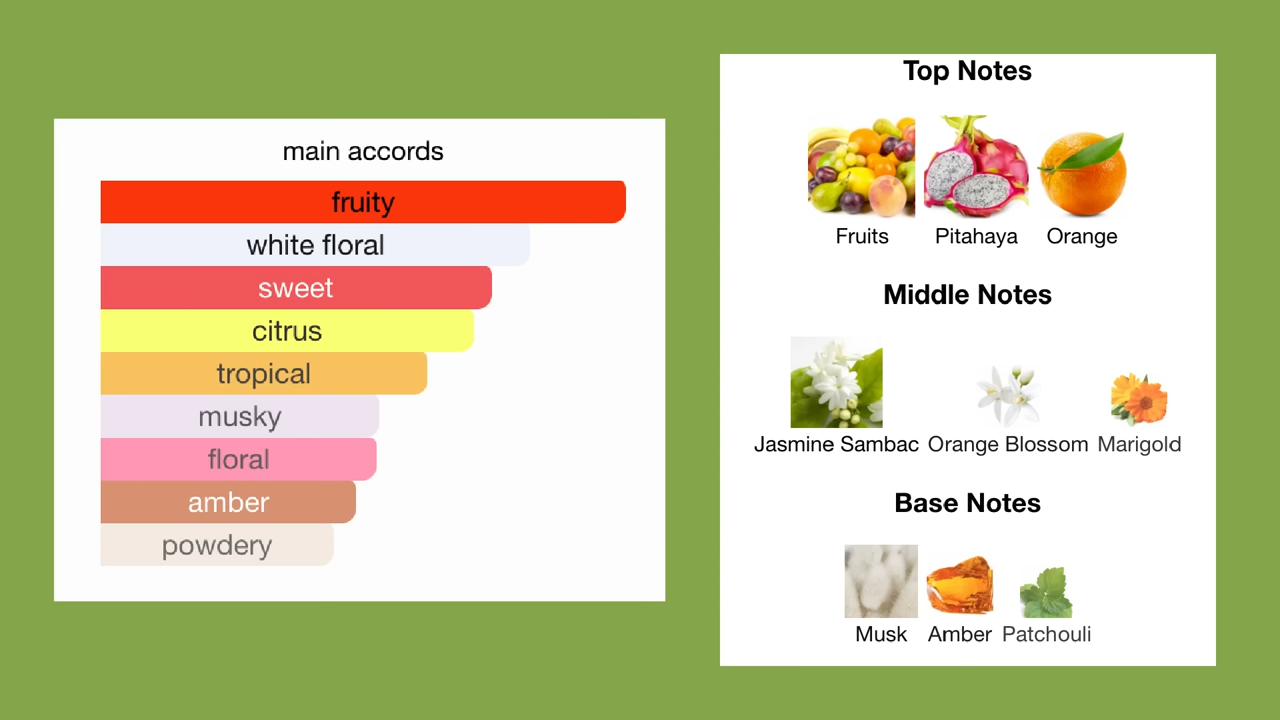 main accords
fruity
white floral
sweet
citrus
tropical
musky
floral
amber
powdery
Top Notes
Fruits Pitahaya Orange
Middle Notes
Jasmine Sambac Orange Blossom Marigold
Base Notes
Musk Amber Patchouli